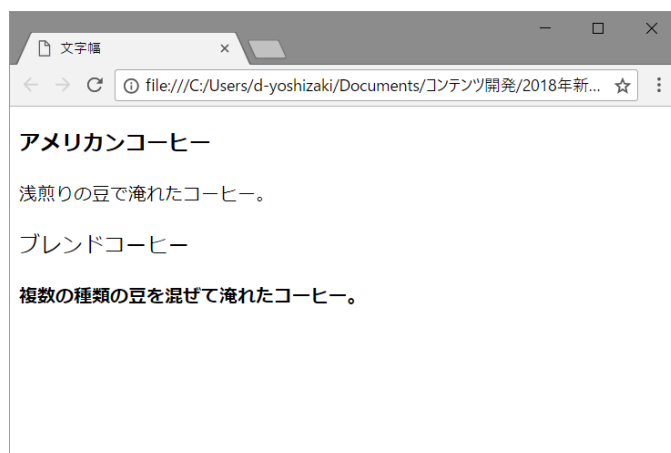 文字幅
file:///C:/Users/d-yoshizaki/Documents/コンテンツ開発/2018年新...
アメリカンコーヒー
浅煎りの豆で淹れたコーヒー。
ブレンドコーヒー
複数の種類の豆を混ぜて淹れたコーヒー。